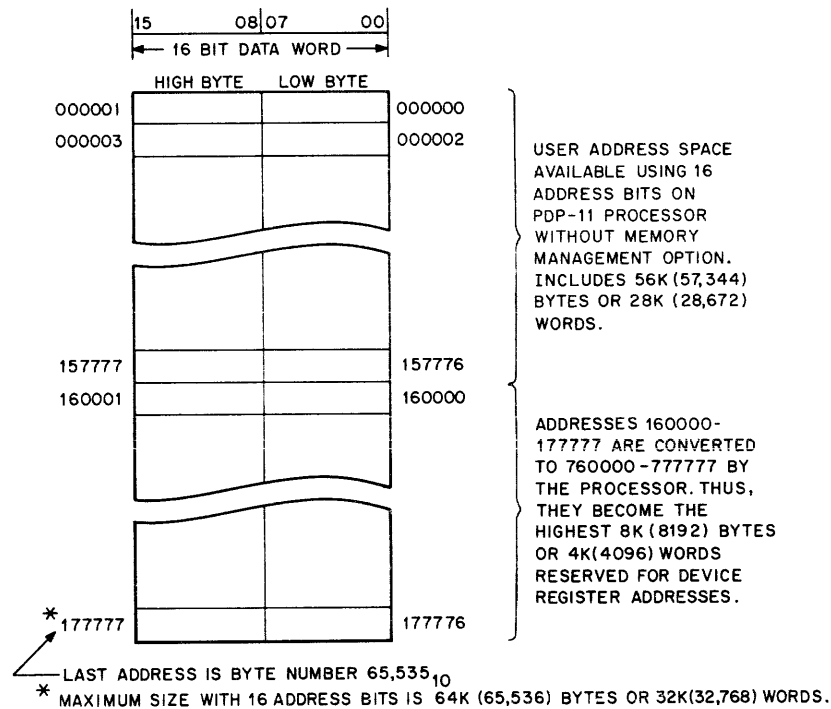 15 08 07 00
16 BIT DATA WORD
HIGH BYTE LOW BYTE
000001 000000
000003 000002
USER ADDRESS SPACE
AVAILABLE USING 16
ADDRESS BITS ON
PDP-11 PROCESSOR
WITHOUT MEMORY
MANAGEMENT OPTION.
INCLUDES 56K (57,344)
BYTES OR 28K (28,672)
WORDS.
157777 157776
160001 160000
ADDRESSES 160000-
177777 ARE CONVERTED
TO 760000-777777 BY
THE PROCESSOR. THUS,
THEY BECOME THE
HIGHEST 8K (8192) BYTES
OR 4K(4096) WORDS
RESERVED FOR DEVICE
REGISTER ADDRESSES.
* 177777 177776
LAST ADDRESS IS BYTE NUMBER 65,535₁₀
* MAXIMUM SIZE WITH 16 ADDRESS BITS IS 64K (65,536) BYTES OR 32K(32,768) WORDS.